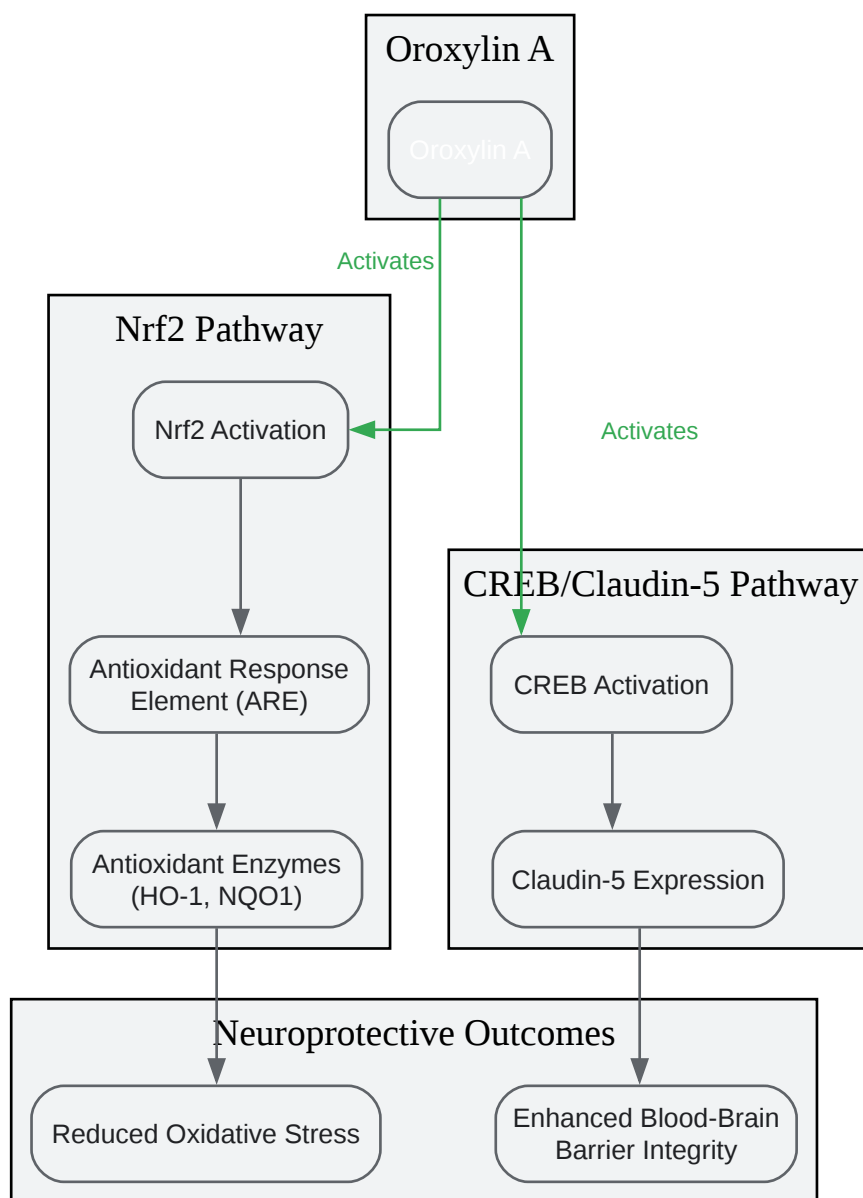 Oroxylin A
Oroxylin A
Activates
Nrf2 Pathway
Nrf2 Activation
Activates
CREB/Claudin-5 Pathway
Antioxidant Response
Element (ARE)
CREB Activation
Antioxidant Enzymes
(HO-1, NQO1)
Claudin-5 Expression
Neuroprotective Outcomes
Reduced Oxidative Stress
Enhanced Blood-Brain
Barrier Integrity